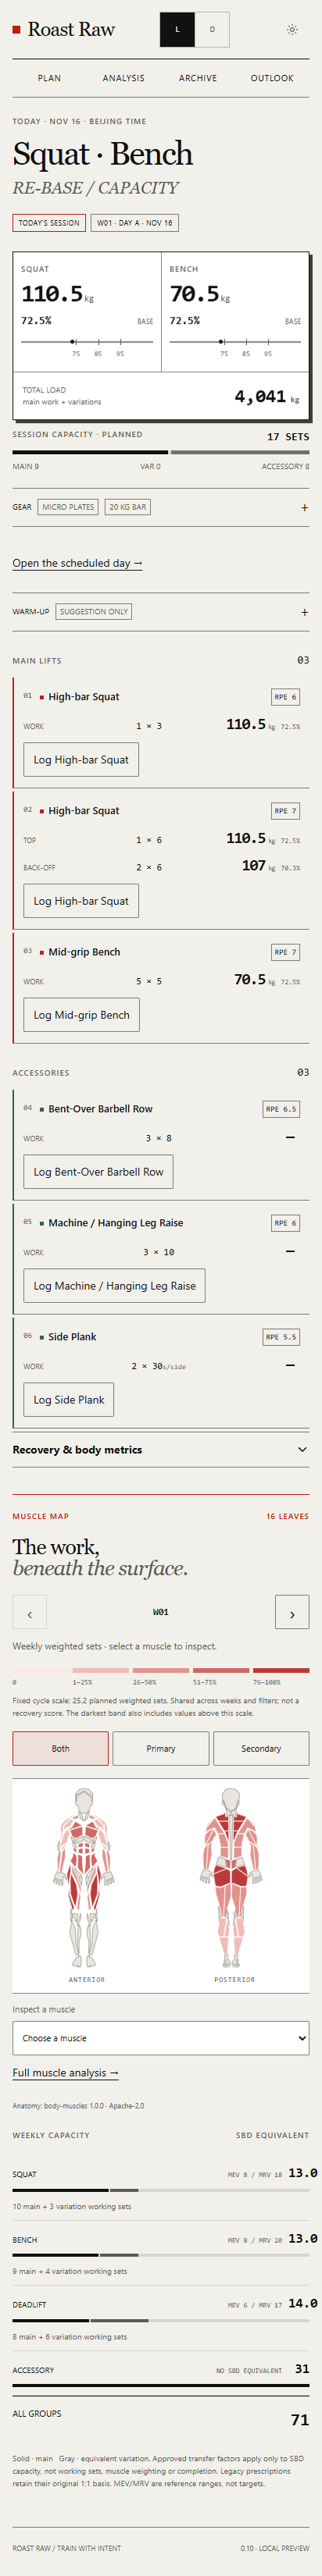 Roast Raw
L D
PLAN ANALYSIS ARCHIVE OUTLOOK
TODAY · NOV 16 · BEIJING TIME
Squat · Bench
RE-BASE / CAPACITY
TODAY'S SESSION W01 · DAY A · NOV 16
SQUAT BENCH
110.5 kg 70.5 kg
72.5% BASE 72.5% BASE
75 85 95 75 85 95
TOTAL LOAD
main work + variations
4,041 kg
SESSION CAPACITY · PLANNED 17 SETS
MAIN 9 VAR 0 ACCESSORY 8
GEAR MICRO PLATES 20 KG BAR +
Open the scheduled day →
WARM-UP SUGGESTION ONLY +
MAIN LIFTS 03
01 High-bar Squat RPE 6
WORK 1 × 3 110.5 kg 72.5%
Log High-bar Squat
02 High-bar Squat RPE 7
TOP 1 × 6 110.5 kg 72.5%
BACK-OFF 2 × 6 107 kg 70.3%
Log High-bar Squat
03 Mid-grip Bench RPE 7
WORK 5 × 5 70.5 kg 72.5%
Log Mid-grip Bench
ACCESSORIES 03
04 Bent-Over Barbell Row RPE 6.5
WORK 3 × 8 —
Log Bent-Over Barbell Row
05 Machine / Hanging Leg Raise RPE 6
WORK 3 × 10 —
Log Machine / Hanging Leg Raise
06 Side Plank RPE 5.5
WORK 2 × 30s/side —
Log Side Plank
Recovery & body metrics
MUSCLE MAP 16 LEAVES
The work,
beneath the surface.
‹ W01 ›
Weekly weighted sets · select a muscle to inspect.
0 1–25% 26–50% 51–75% 76–100%
Fixed cycle scale: 25.2 planned weighted sets. Shared across weeks and filters; not a
recovery score. The darkest band also includes values above this scale.
Both Primary Secondary
ANTERIOR POSTERIOR
Inspect a muscle
Choose a muscle
Full muscle analysis →
Anatomy: body-muscles 1.0.0 · Apache-2.0
WEEKLY CAPACITY SBD EQUIVALENT
SQUAT MEV 8 / MRV 18 13.0
10 main + 3 variation working sets
BENCH MEV 8 / MRV 20 13.0
9 main + 4 variation working sets
DEADLIFT MEV 6 / MRV 17 14.0
8 main + 6 variation working sets
ACCESSORY NO SBD EQUIVALENT 31
ALL GROUPS 71
Solid · main Gray · equivalent variation. Approved transfer factors apply only to SBD
capacity, not working sets, muscle weighting or completion. Legacy prescriptions
retain their original 1:1 basis. MEV/MRV are reference ranges, not targets.
ROAST RAW / TRAIN WITH INTENT 0.10 · LOCAL PREVIEW